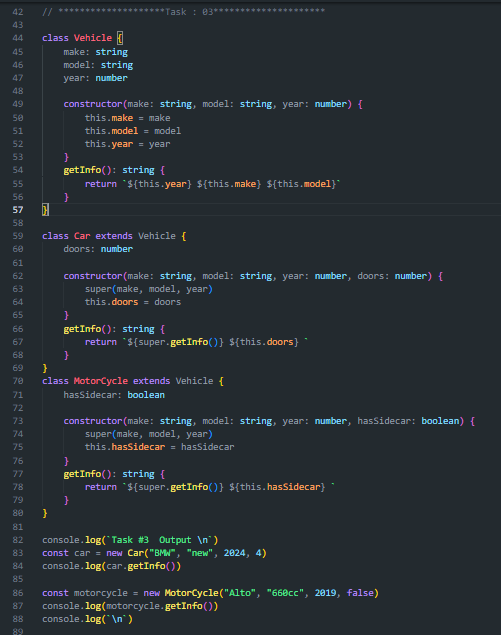 42 // ********************Task : 03*********************
43
44 class Vehicle {
45     make: string
46     model: string
47     year: number
48
49     constructor(make: string, model: string, year: number) {
50         this.make = make
51         this.model = model
52         this.year = year
53     }
54     getInfo(): string {
55         return `${this.year} ${this.make} ${this.model}`
56     }
57 }
58
59 class Car extends Vehicle {
60     doors: number
61
62     constructor(make: string, model: string, year: number, doors: number) {
63         super(make, model, year)
64         this.doors = doors
65     }
66     getInfo(): string {
67         return `${super.getInfo()} ${this.doors} `
68     }
69 }
70 class MotorCycle extends Vehicle {
71     hasSidecar: boolean
72
73     constructor(make: string, model: string, year: number, hasSidecar: boolean) {
74         super(make, model, year)
75         this.hasSidecar = hasSidecar
76     }
77     getInfo(): string {
78         return `${super.getInfo()} ${this.hasSidecar} `
79     }
80 }
81
82 console.log(`Task #3  Output \n`)
83 const car = new Car("BMW", "new", 2024, 4)
84 console.log(car.getInfo())
85
86 const motorcycle = new MotorCycle("Alto", "660cc", 2019, false)
87 console.log(motorcycle.getInfo())
88 console.log(`\n`)
89